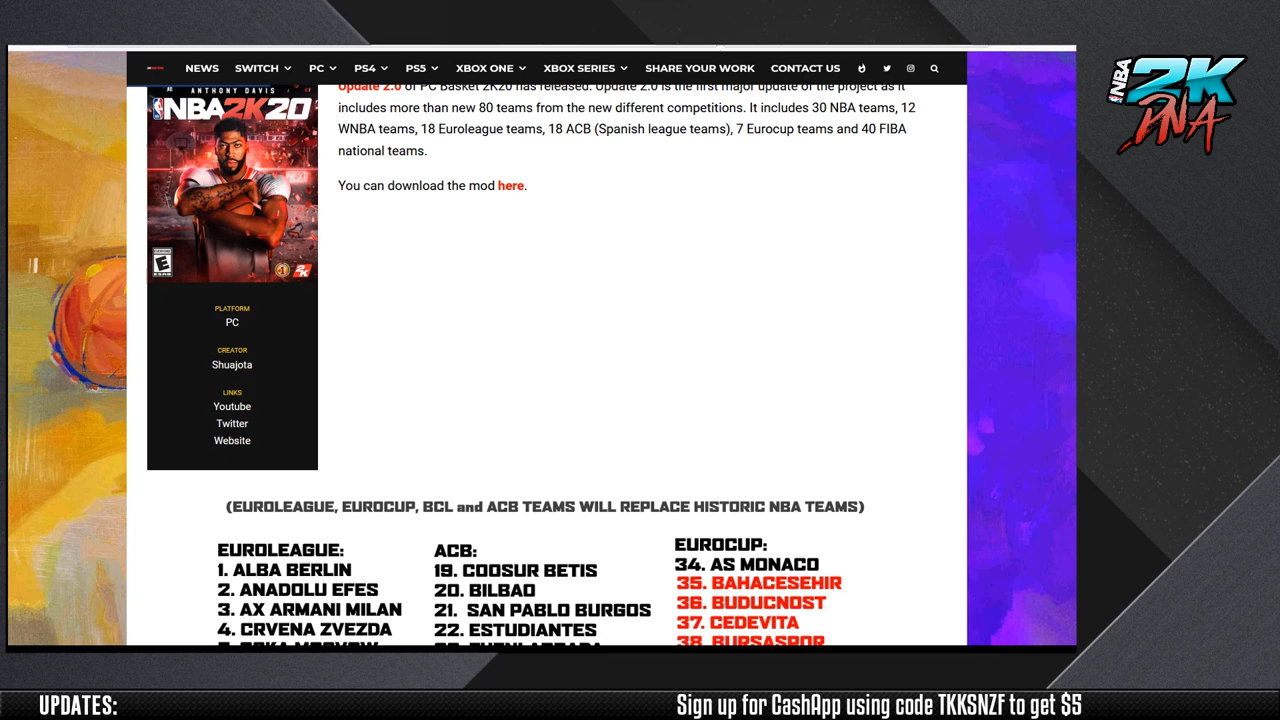 NEWS SWITCH PC PS4 PS5 XBOX ONE XBOX SERIES SHARE YOUR WORK CONTACT US
NBA
2K
DNA
ANTHONY DAVIS
NBA2K20
E
2K
Update 2.0 of PC Basket 2K20 has released. Update 2.0 is the first major update of the project as it
includes more than new 80 teams from the new different competitions. It includes 30 NBA teams, 12
WNBA teams, 18 Euroleague teams, 18 ACB (Spanish league teams), 7 Eurocup teams and 40 FIBA
national teams.
You can download the mod here.
PLATFORM
PC
CREATOR
Shuajota
LINKS
Youtube
Twitter
Website
(EUROLEAGUE, EUROCUP, BCL and ACB TEAMS WILL REPLACE HISTORIC NBA TEAMS)
EUROLEAGUE:
1. ALBA BERLIN
2. ANADOLU EFES
3. AX ARMANI MILAN
4. CRVENA ZVEZDA
ACB:
19. COOSUR BETIS
20. BILBAO
21. SAN PABLO BURGOS
22. ESTUDIANTES
EUROCUP:
34. AS MONACO
35. BAHACESEHIR
36. BUDUCNOST
37. CEDEVITA
38. BURSASPOR
UPDATES:
Sign up for CashApp using code TKKSNZF to get $5